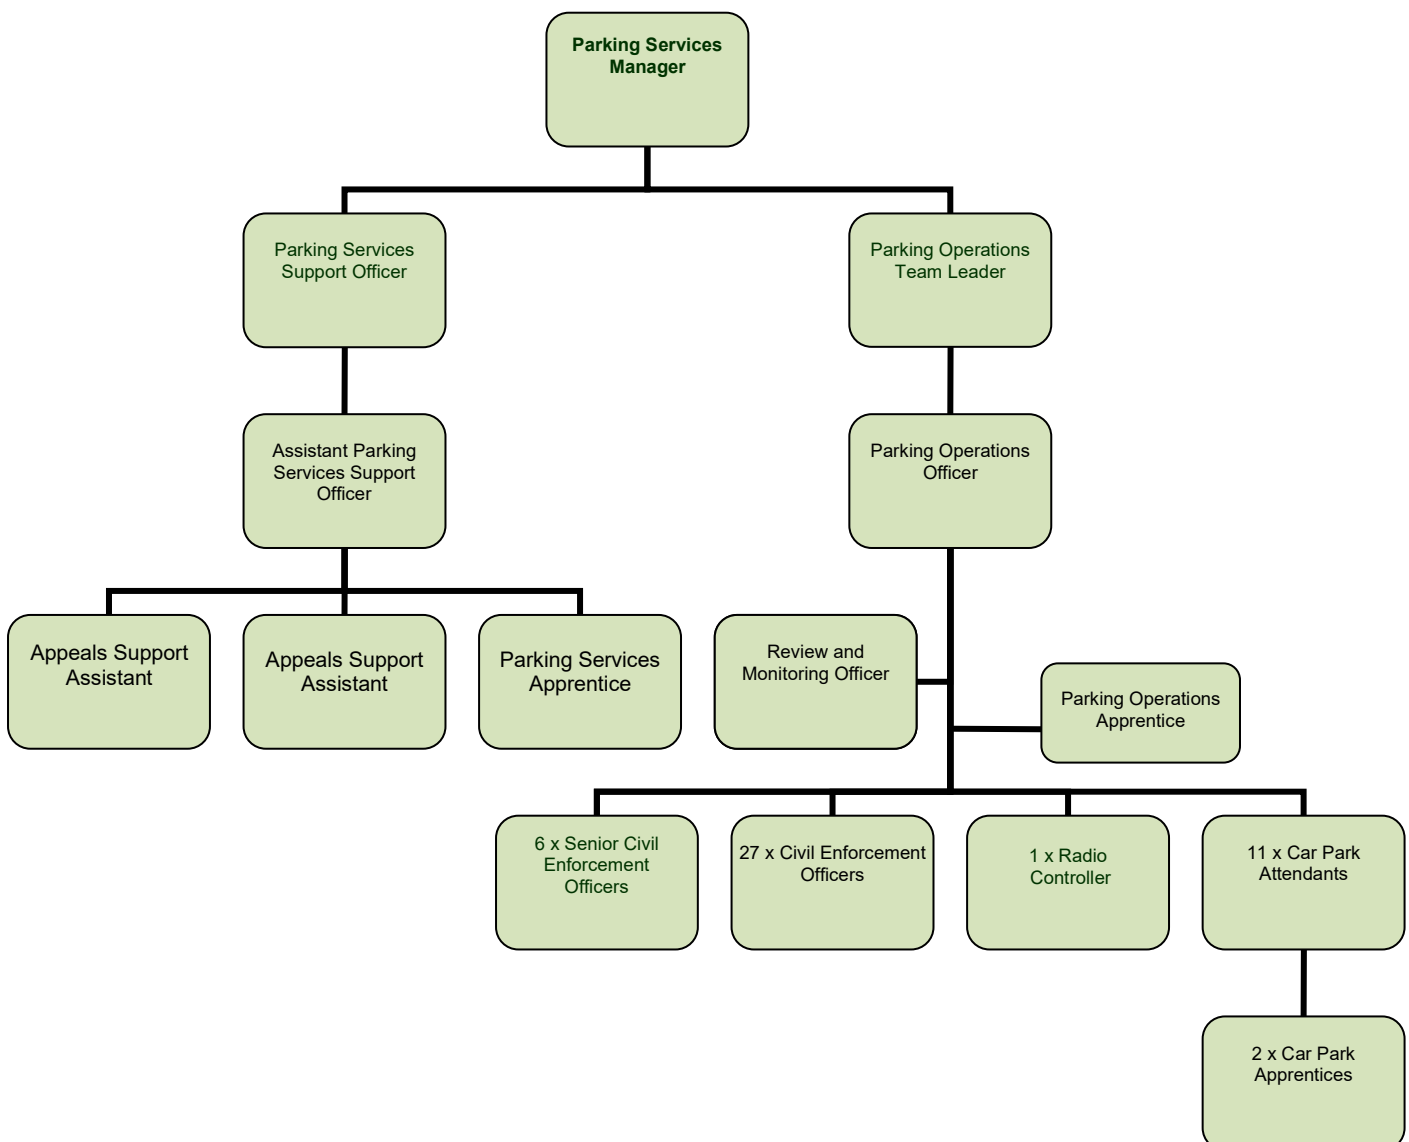 Parking Services
Manager
Parking Services
Support Officer
Parking Operations
Team Leader
Assistant Parking
Services Support
Officer
Parking Operations
Officer
Appeals Support
Assistant
Appeals Support
Assistant
Parking Services
Apprentice
Review and
Monitoring Officer
Parking Operations
Apprentice
6 x Senior Civil
Enforcement
Officers
27 x Civil Enforcement
Officers
1 x Radio
Controller
11 x Car Park
Attendants
2 x Car Park
Apprentices